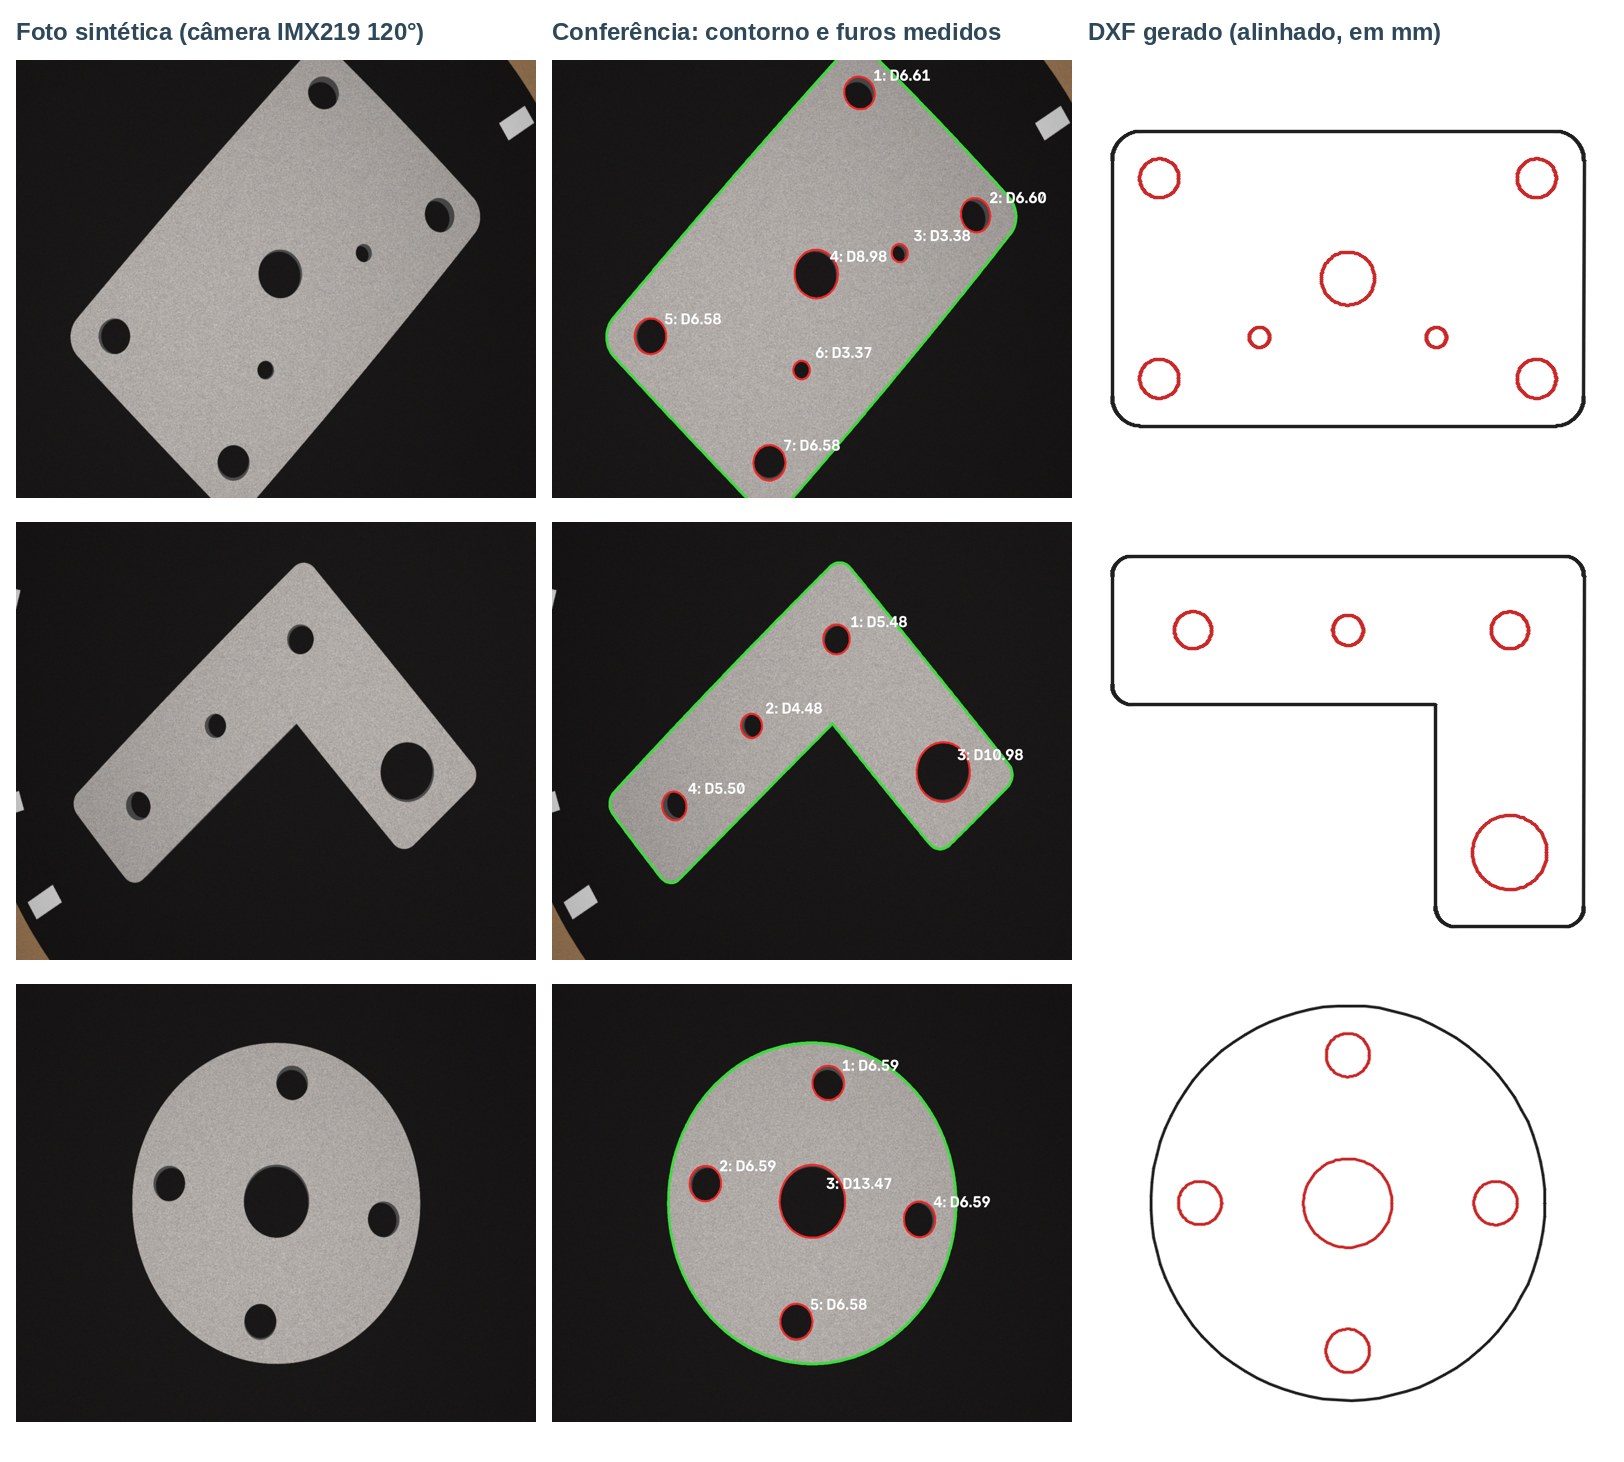 Foto sintética (câmera IMX219 120°)
Conferência: contorno e furos medidos
DXF gerado (alinhado, em mm)
1: D6.61
2: D6.60
3: D3.38
4: D8.98
5: D6.58
6: D3.37
7: D6.58
1: D5.48
2: D4.48
3: D10.98
4: D5.50
1: D6.59
2: D6.59
3: D13.47
4: D6.59
5: D6.58